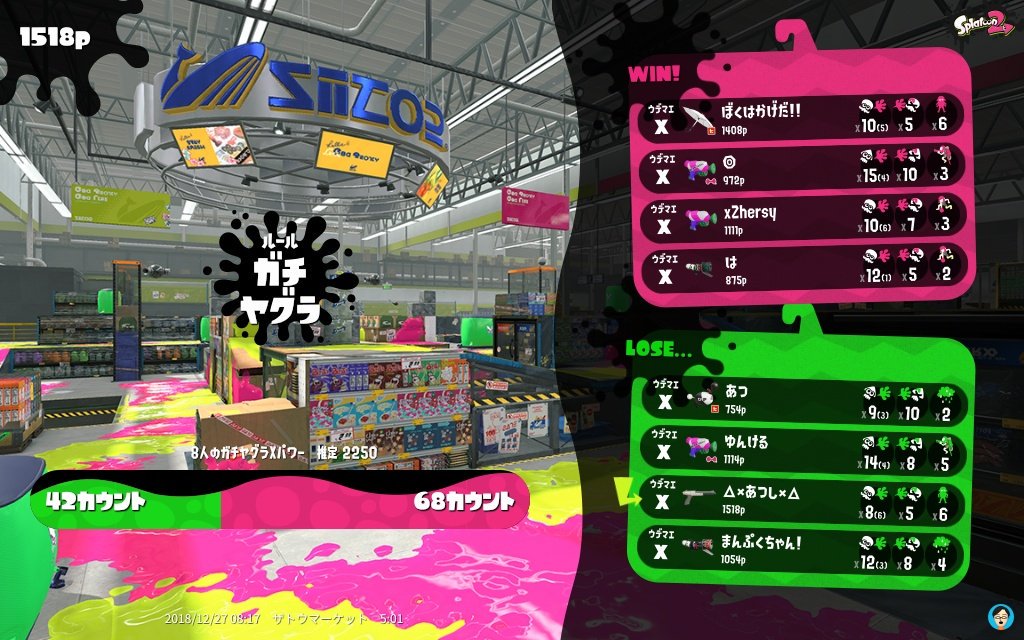 1518p
Splatoon 2
ルール
ガチ
ヤグラ
8人のガチヤグラXパワー 推定 2250
42カウント
68カウント
2018/12/27 08:17 ザトウマーケット 5:01
WIN!
ウデマエ X ぼくはかげだ!! 1408p x10(5) x5 x6
ウデマエ X ◎ 972p x15(4) x10 x3
ウデマエ X x2hersy 1111p x10(6) x7 x3
ウデマエ X は 875p x12(1) x5 x2
LOSE...
ウデマエ X あつ 754p x9(3) x10 x2
ウデマエ X ゆんける 1114p x14(4) x8 x5
ウデマエ X △×あつし×△ 1518p x8(6) x5 x6
ウデマエ X まんぷくちゃん! 1054p x12(3) x8 x4